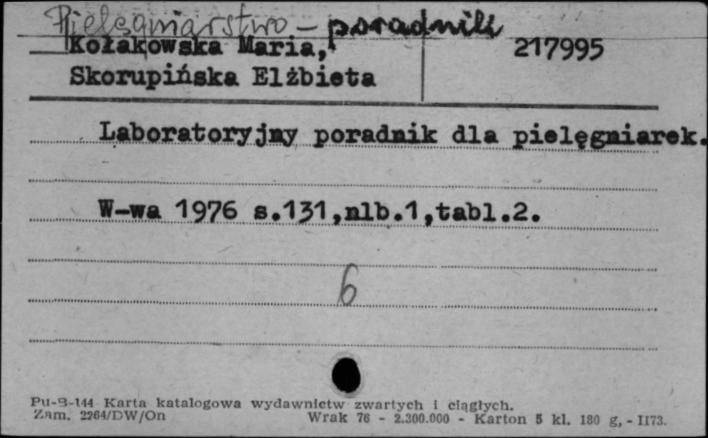 Pielęgniarstwo - poradniki
Kołakowska Maria, 217995
Skorupińska Elżbieta
Laboratoryjny poradnik dla pielęgniarek.
W-wa 1976 s.131,nlb.1,tabl.2.
6
Pu-B-144 Karta katalogowa wydawnictw zwartych i ciągłych.
Zam. 2264/DW/On Wrak 76 - 2.300.000 - Karton 5 kl. 180 g, - II73.